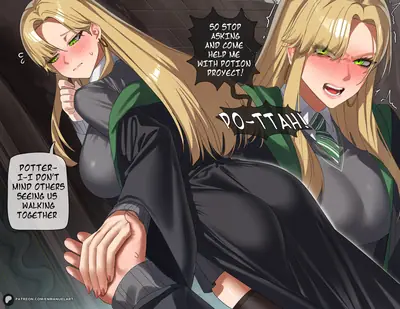 SO STOP
ASKING AND
COME HELP
ME WITH POTION
PROYECT!
PO-TTAH!
POTTER-
I-I DON'T
MIND OTHERS
SEEING US
WALKING
TOGETHER